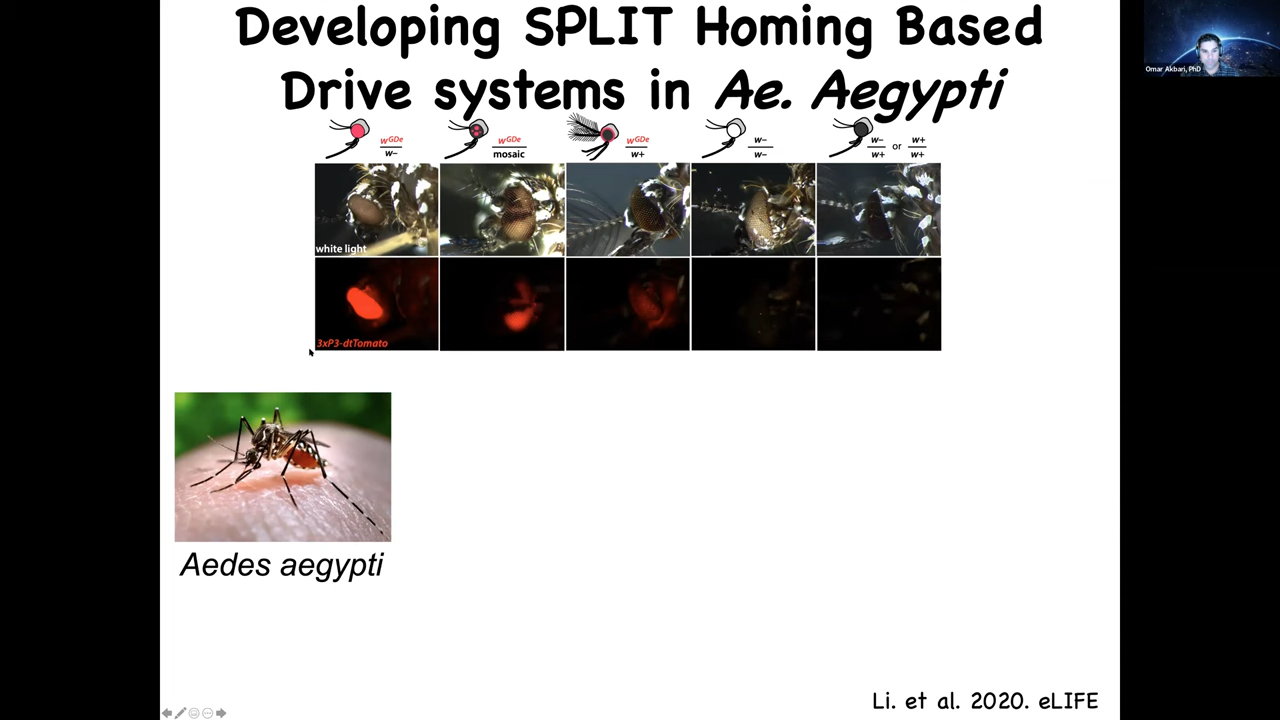 Developing SPLIT Homing Based
Drive systems in Ae. Aegypti
Omar Akbari, PhD
wGDe
w–
wGDe
mosaic
wGDe
w+
w–
w–
w–
w+
or
w+
w+
white light
3xP3-dtTomato
Aedes aegypti
Li. et al. 2020. eLIFE